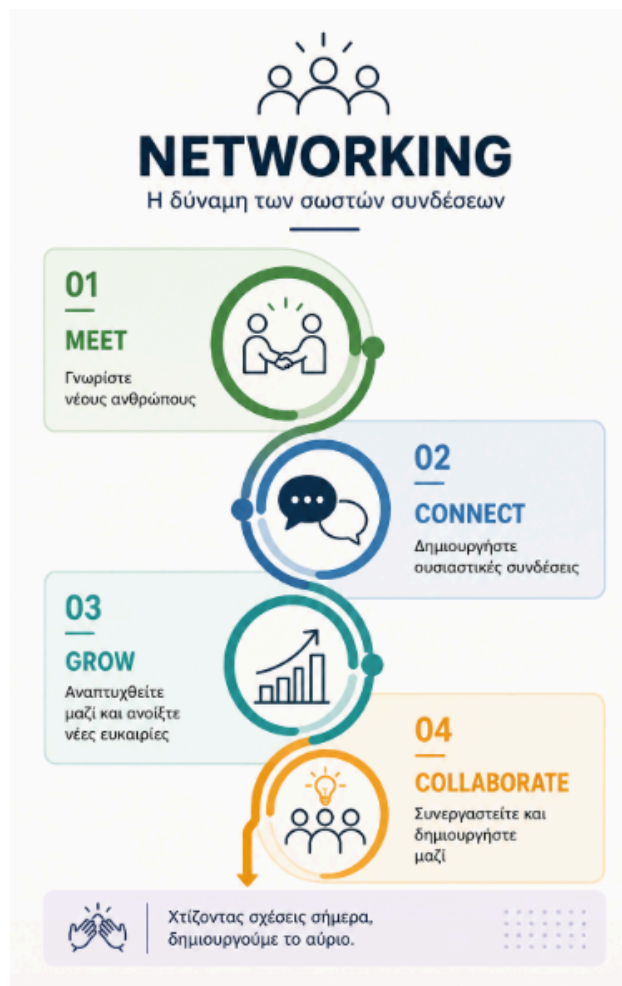 NETWORKING
Η δύναμη των σωστών συνδέσεων
01
MEET
Γνωρίστε
νέους ανθρώπους
02
CONNECT
Δημιουργήστε
ουσιαστικές συνδέσεις
03
GROW
Αναπτυχθείτε
μαζί και ανοίξτε
νέες ευκαιρίες
04
COLLABORATE
Συνεργαστείτε και
δημιουργήστε
μαζί
Χτίζοντας σχέσεις σήμερα,
δημιουργούμε το αύριο.